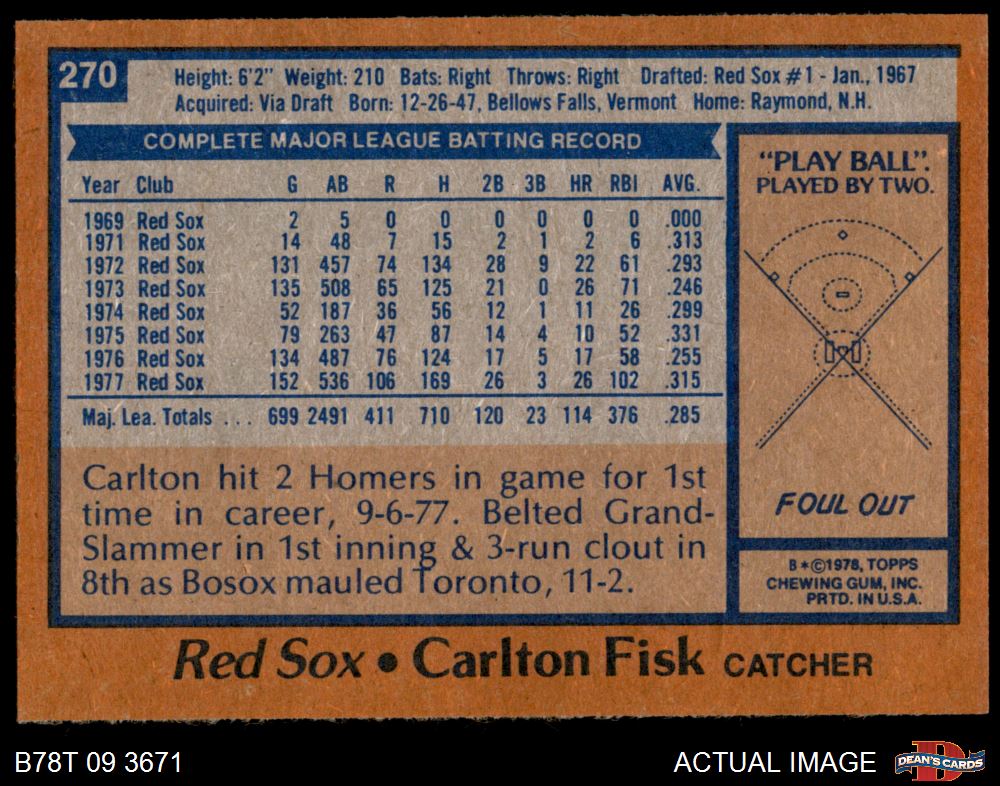 270
Height: 6'2" Weight: 210 Bats: Right Throws: Right Drafted: Red Sox #1 - Jan., 1967
Acquired: Via Draft Born: 12-26-47, Bellows Falls, Vermont Home: Raymond, N.H.
COMPLETE MAJOR LEAGUE BATTING RECORD
Year Club G AB R H 2B 3B HR RBI AVG.
1969 Red Sox 2 5 0 0 0 0 0 0 .000
1971 Red Sox 14 48 7 15 2 1 2 6 .313
1972 Red Sox 131 457 74 134 28 9 22 61 .293
1973 Red Sox 135 508 65 125 21 0 26 71 .246
1974 Red Sox 52 187 36 56 12 1 11 26 .299
1975 Red Sox 79 263 47 87 14 4 10 52 .331
1976 Red Sox 134 487 76 124 17 5 17 58 .255
1977 Red Sox 152 536 106 169 26 3 26 102 .315
Maj. Lea. Totals . . . 699 2491 411 710 120 23 114 376 .285
Carlton hit 2 Homers in game for 1st
time in career, 9-6-77. Belted Grand-
Slammer in 1st inning & 3-run clout in
8th as Bosox mauled Toronto, 11-2.
"PLAY BALL".
PLAYED BY TWO.
FOUL OUT
B*©1978, TOPPS
CHEWING GUM, INC.
PRTD. IN U.S.A.
Red Sox • Carlton Fisk CATCHER
B78T 09 3671
ACTUAL IMAGE
D
DEAN'S CARDS